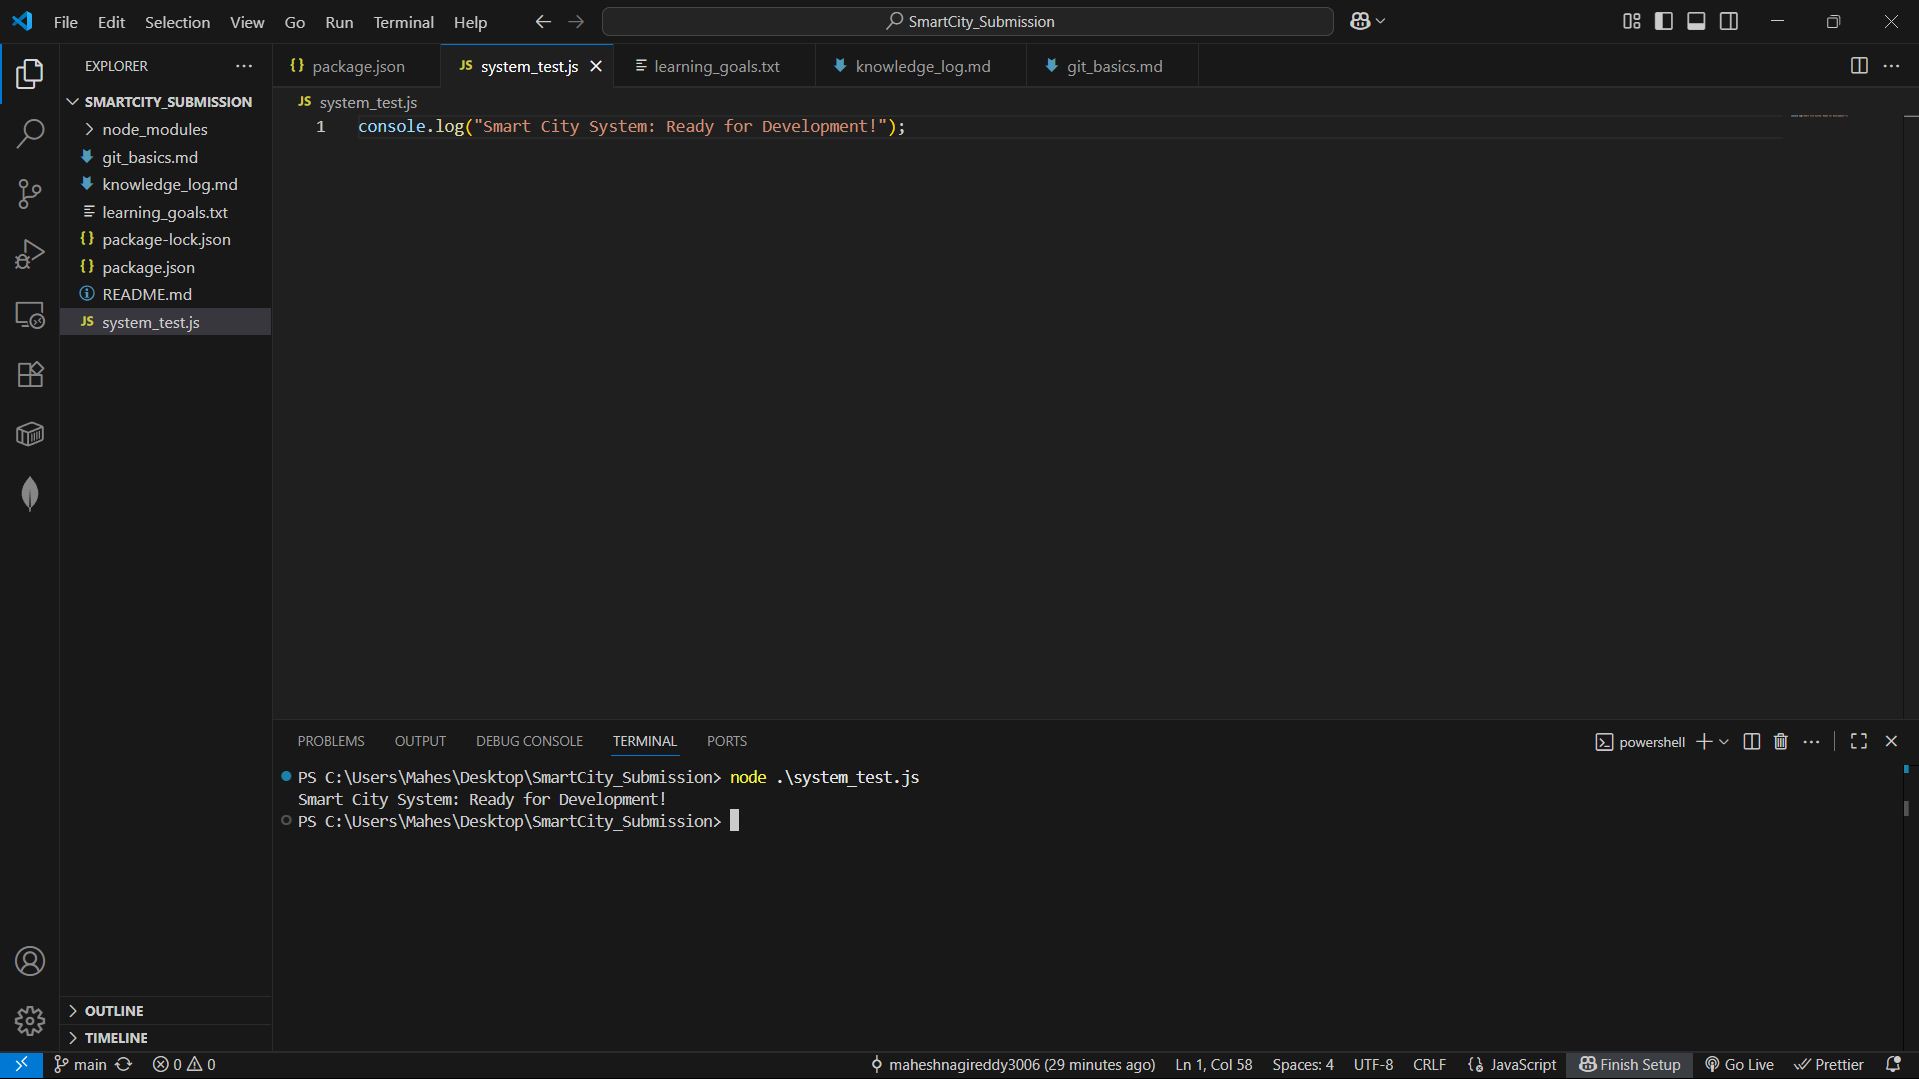 File Edit Selection View Go Run Terminal Help
SmartCity_Submission
EXPLORER
package.json
JS system_test.js
learning_goals.txt
knowledge_log.md
git_basics.md
SMARTCITY_SUBMISSION
node_modules
git_basics.md
knowledge_log.md
learning_goals.txt
{} package-lock.json
{} package.json
README.md
JS system_test.js
JS system_test.js
1 console.log("Smart City System: Ready for Development!");
PROBLEMS OUTPUT DEBUG CONSOLE TERMINAL PORTS
powershell
PS C:\Users\Mahes\Desktop\SmartCity_Submission> node .\system_test.js
Smart City System: Ready for Development!
PS C:\Users\Mahes\Desktop\SmartCity_Submission>
OUTLINE
TIMELINE
main
0 0
maheshnagireddy3006 (29 minutes ago)
Ln 1, Col 58
Spaces: 4
UTF-8
CRLF
JavaScript
Finish Setup
Go Live
Prettier